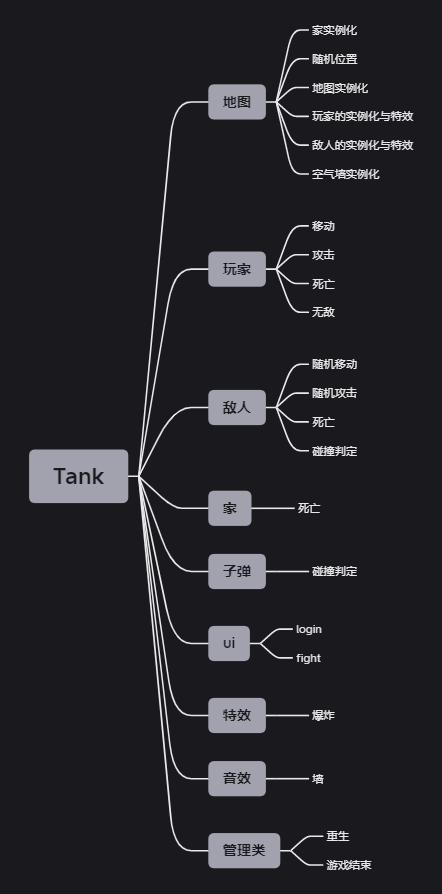 Tank
地图
家实例化
随机位置
地图实例化
玩家的实例化与特效
敌人的实例化与特效
空气墙实例化
玩家
移动
攻击
死亡
无敌
敌人
随机移动
随机攻击
死亡
碰撞判定
家
死亡
子弹
碰撞判定
ui
login
fight
特效
爆炸
音效
墙
管理类
重生
游戏结束